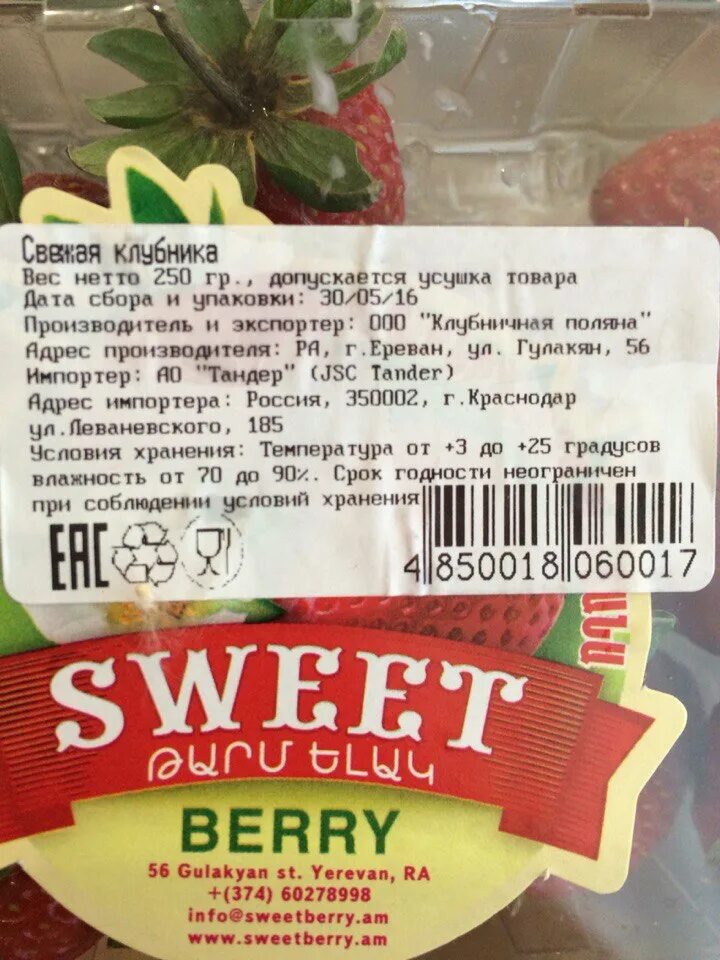 Свежая клубника
Вес нетто 250 гр., допускается усушка товара
Дата сбора и упаковки: 30/05/16
Производитель и экспортер: ООО "Клубничная поляна"
Адрес производителя: РА, г.Ереван, ул. Гулакян, 56
Импортер: АО "Тандер" (JSC Tander)
Адрес импортера: Россия, 350002, г.Краснодар
ул.Леваневского, 185
Условия хранения: Температура от +3 до +25 градусов
влажность от 70 до 90%. Срок годности неограничен
при соблюдении условий хранения
EAC
4850018060017
SWEET
ԹԱՐՄ ԵԼԱԿ
BERRY
56 Gulakyan st. Yerevan, RA
+(374) 60278998
info@sweetberry.am
www.sweetberry.am